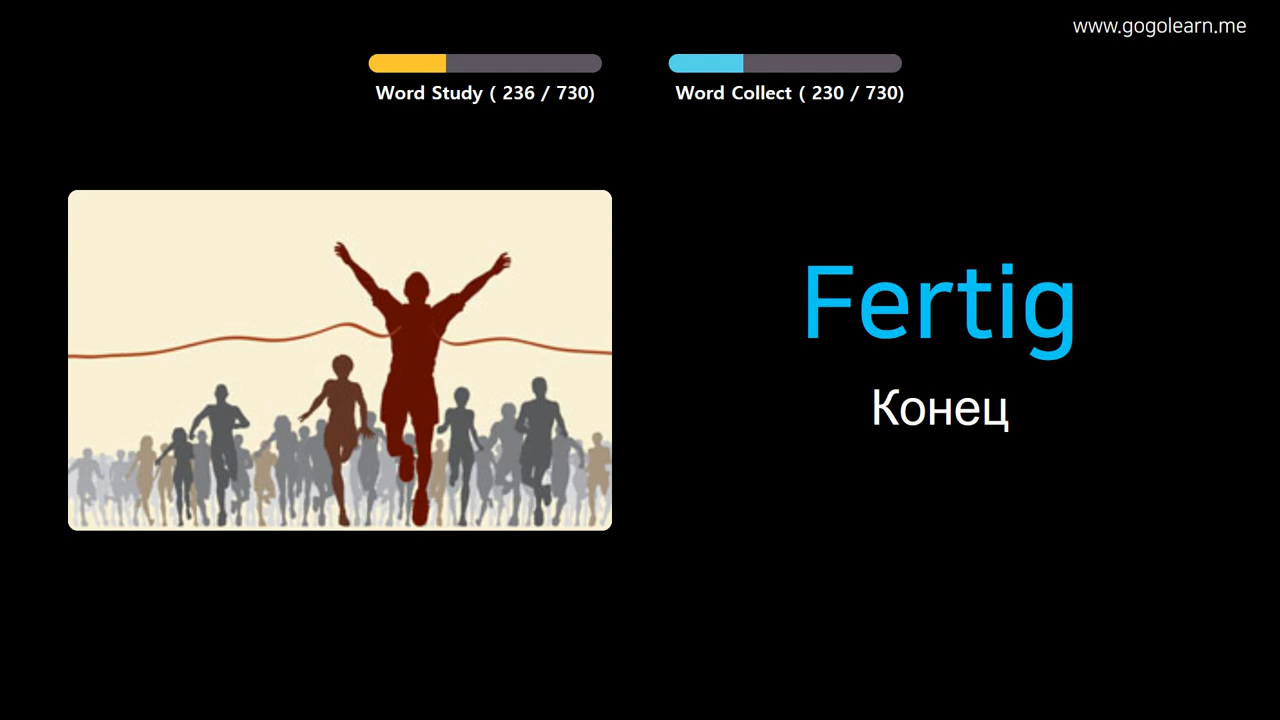 www.gogolearn.me
Word Study ( 236 / 730)
Word Collect ( 230 / 730)
Fertig
Конец